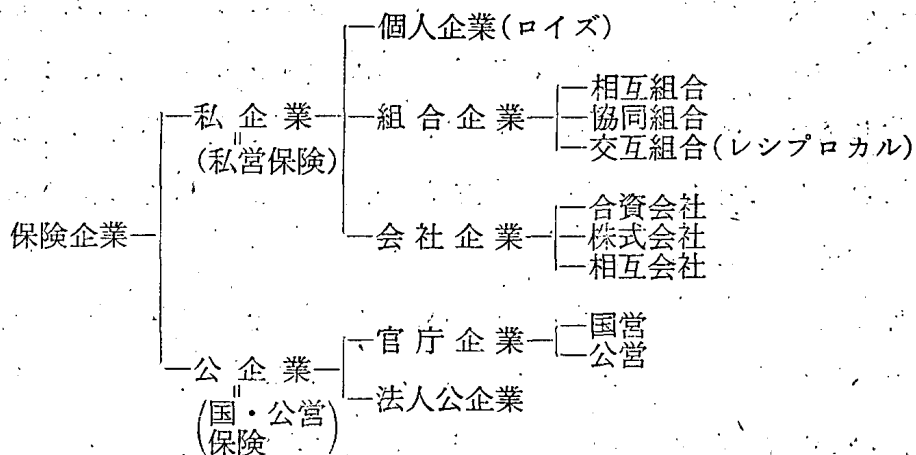 個人企業(ロイズ)
相互組合
私企業
組合企業
協同組合
(私営保険)
交互組合(レシプロカル)
合資会社
保険企業
会社企業
株式会社
相互会社
国営
官庁企業
公営
公企業
法人公企業
(国・公営
保険)